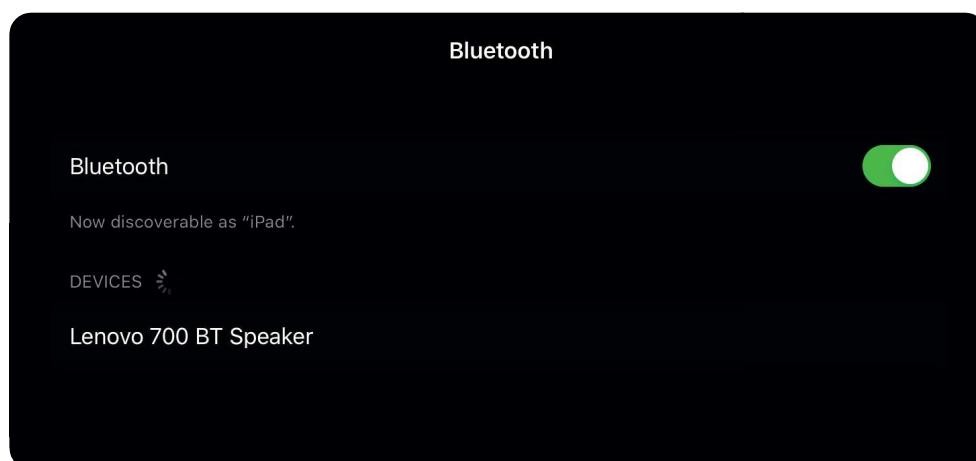 Bluetooth
Bluetooth
Now discoverable as “iPad”.
DEVICES
Lenovo 700 BT Speaker